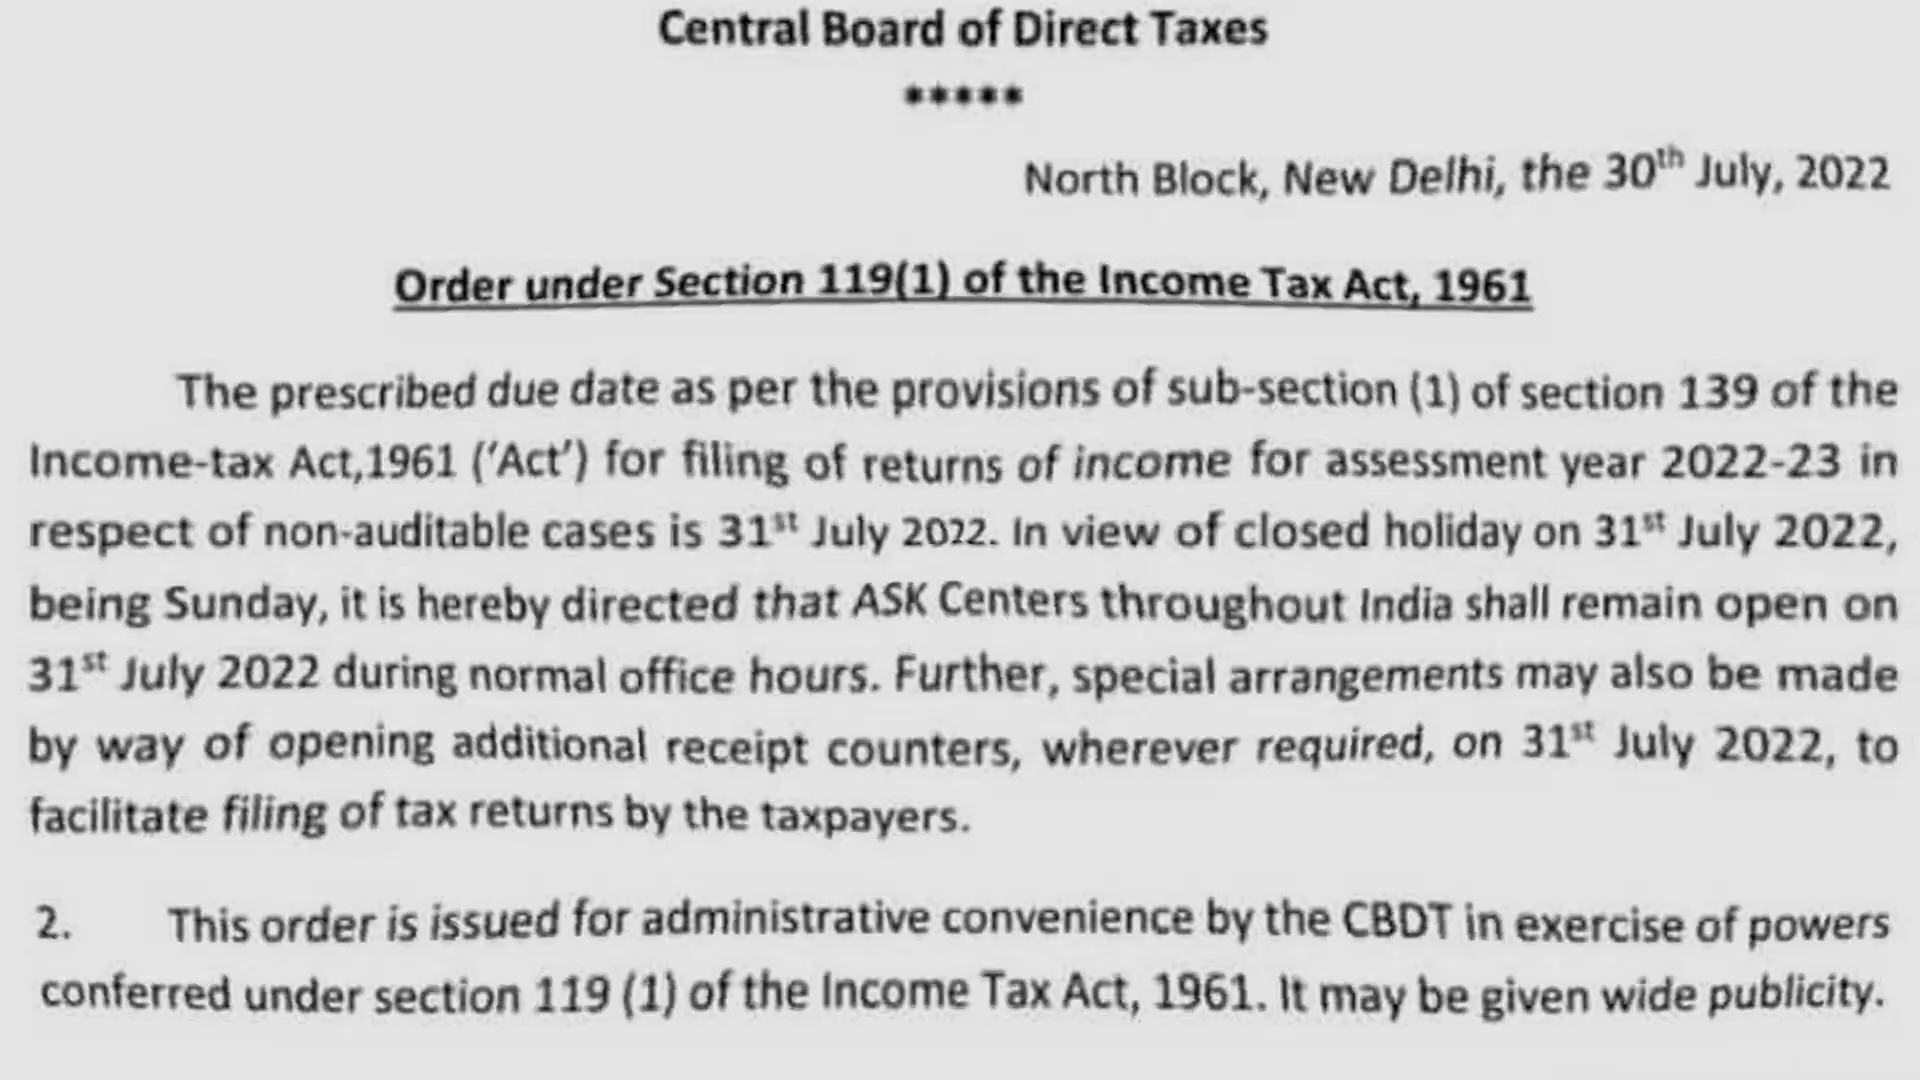 Central Board of Direct Taxes
*****
North Block, New Delhi, the 30th July, 2022
Order under Section 119(1) of the Income Tax Act, 1961
The prescribed due date as per the provisions of sub-section (1) of section 139 of the
Income-tax Act,1961 ('Act') for filing of returns of income for assessment year 2022-23 in
respect of non-auditable cases is 31st July 2022. In view of closed holiday on 31st July 2022,
being Sunday, it is hereby directed that ASK Centers throughout India shall remain open on
31st July 2022 during normal office hours. Further, special arrangements may also be made
by way of opening additional receipt counters, wherever required, on 31st July 2022, to
facilitate filing of tax returns by the taxpayers.
2. This order is issued for administrative convenience by the CBDT in exercise of powers
conferred under section 119 (1) of the Income Tax Act, 1961. It may be given wide publicity.